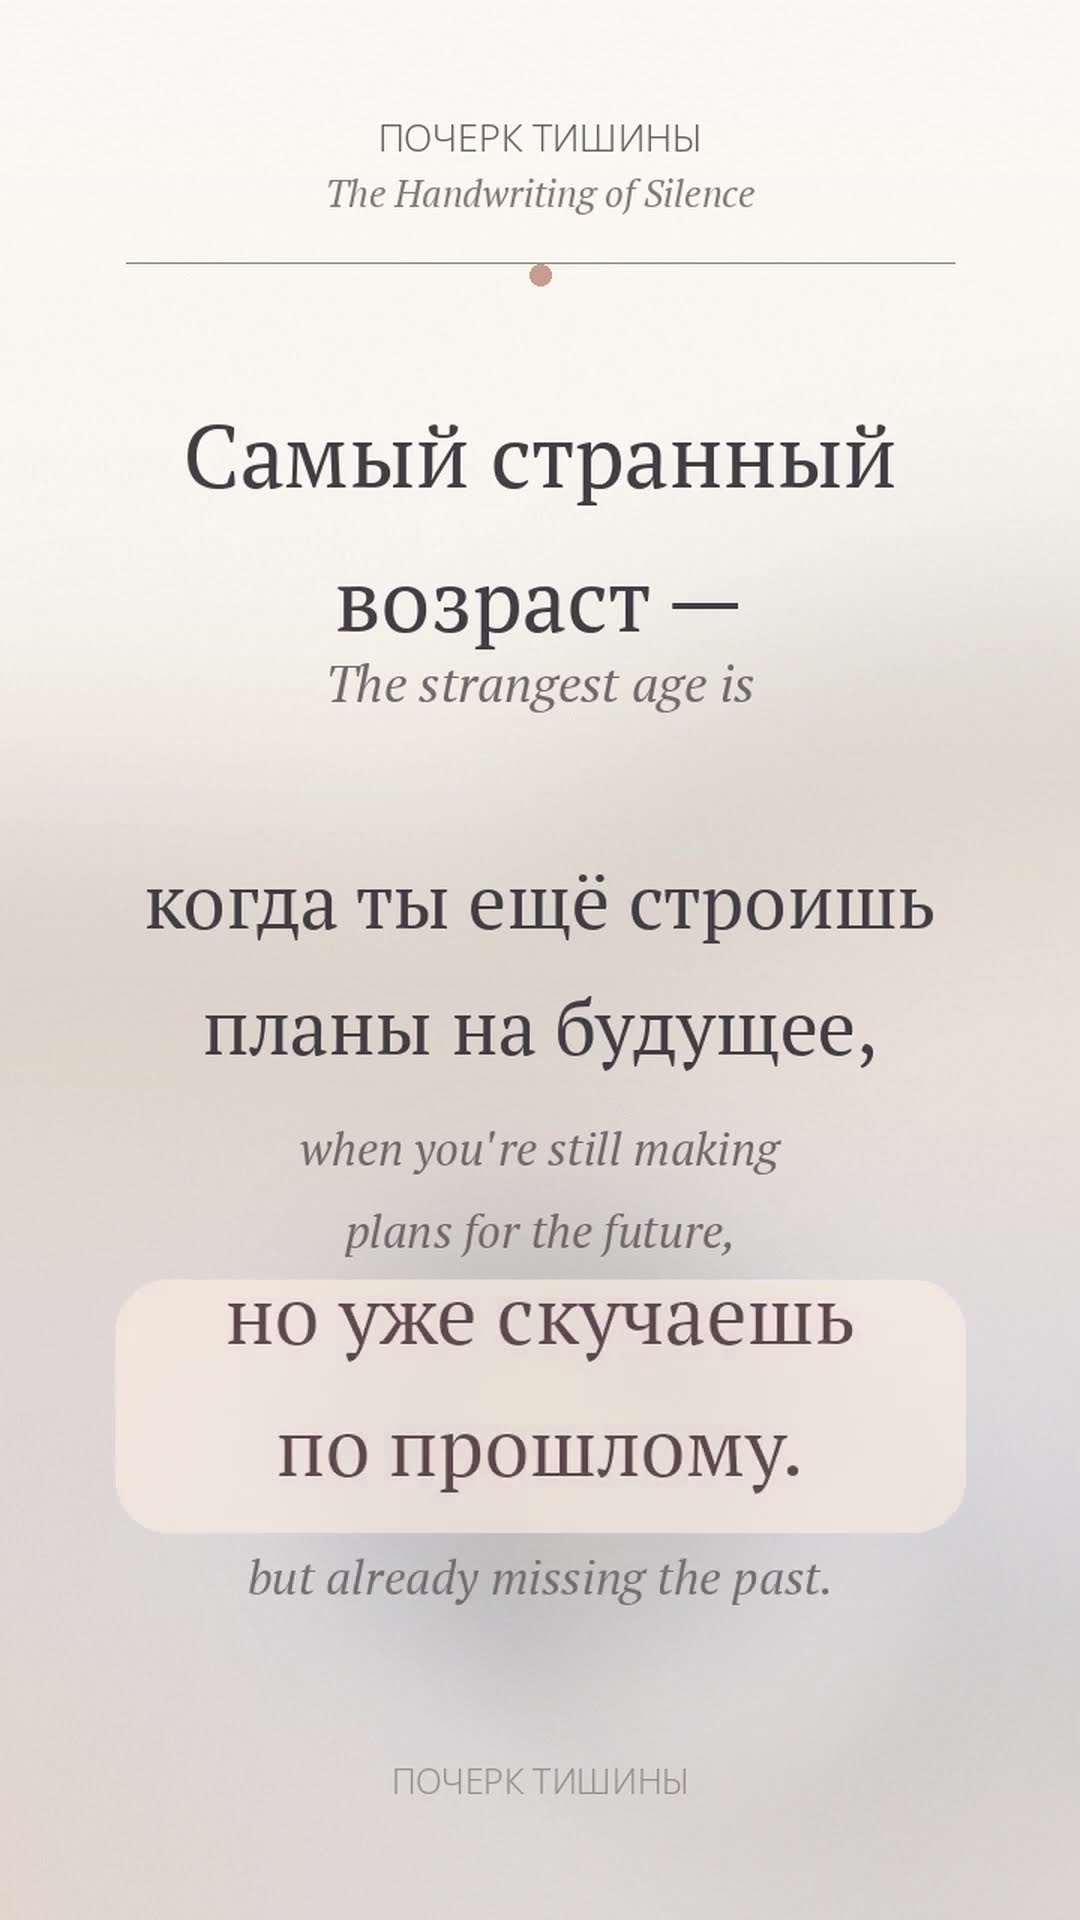 ПОЧЕРК ТИШИНЫ
The Handwriting of Silence
Самый странный
возраст —
The strangest age is
когда ты ещё строишь
планы на будущее,
when you're still making
plans for the future,
но уже скучаешь
по прошлому.
but already missing the past.
ПОЧЕРК ТИШИНЫ